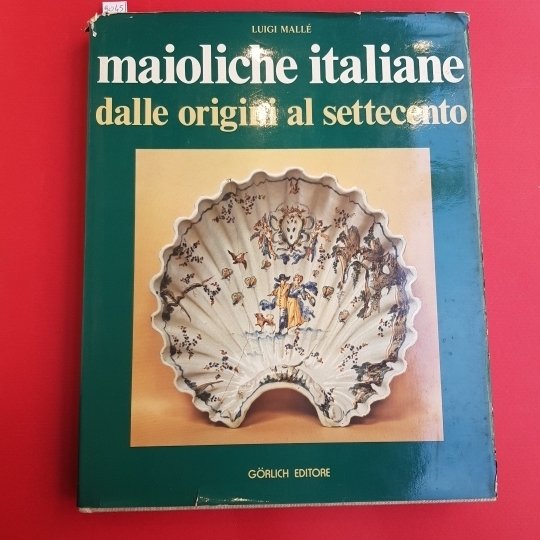 LUIGI MALLÉ
maioliche italiane
dalle origini al settecento
GÖRLICH EDITORE